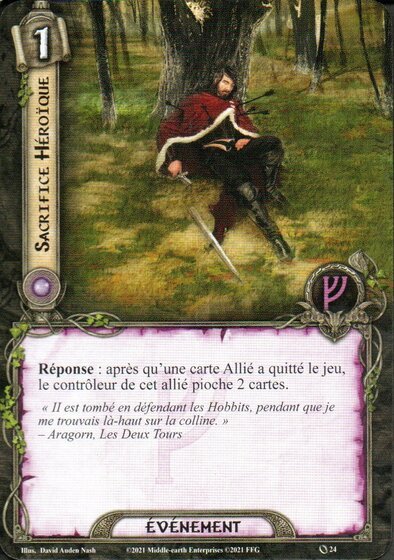 1
Sacrifice Héroïque
Réponse : après qu'une carte Allié a quitté le jeu,
le contrôleur de cet allié pioche 2 cartes.
« Il est tombé en défendant les Hobbits, pendant que je
me trouvais là-haut sur la colline. »
– Aragorn, Les Deux Tours
ÉVÉNEMENT
Illus. David Auden Nash ©2021 Middle-earth Enterprises ©2021 FFG 24